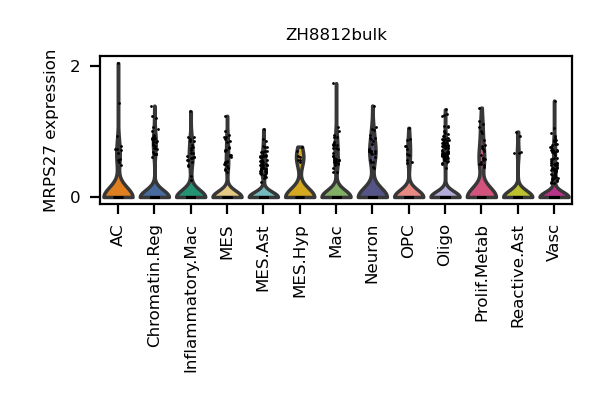 ZH8812bulk
MRPS27 expression
2
0
AC
Chromatin.Reg
Inflammatory.Mac
MES
MES.Ast
MES.Hyp
Mac
Neuron
OPC
Oligo
Prolif.Metab
Reactive.Ast
Vasc